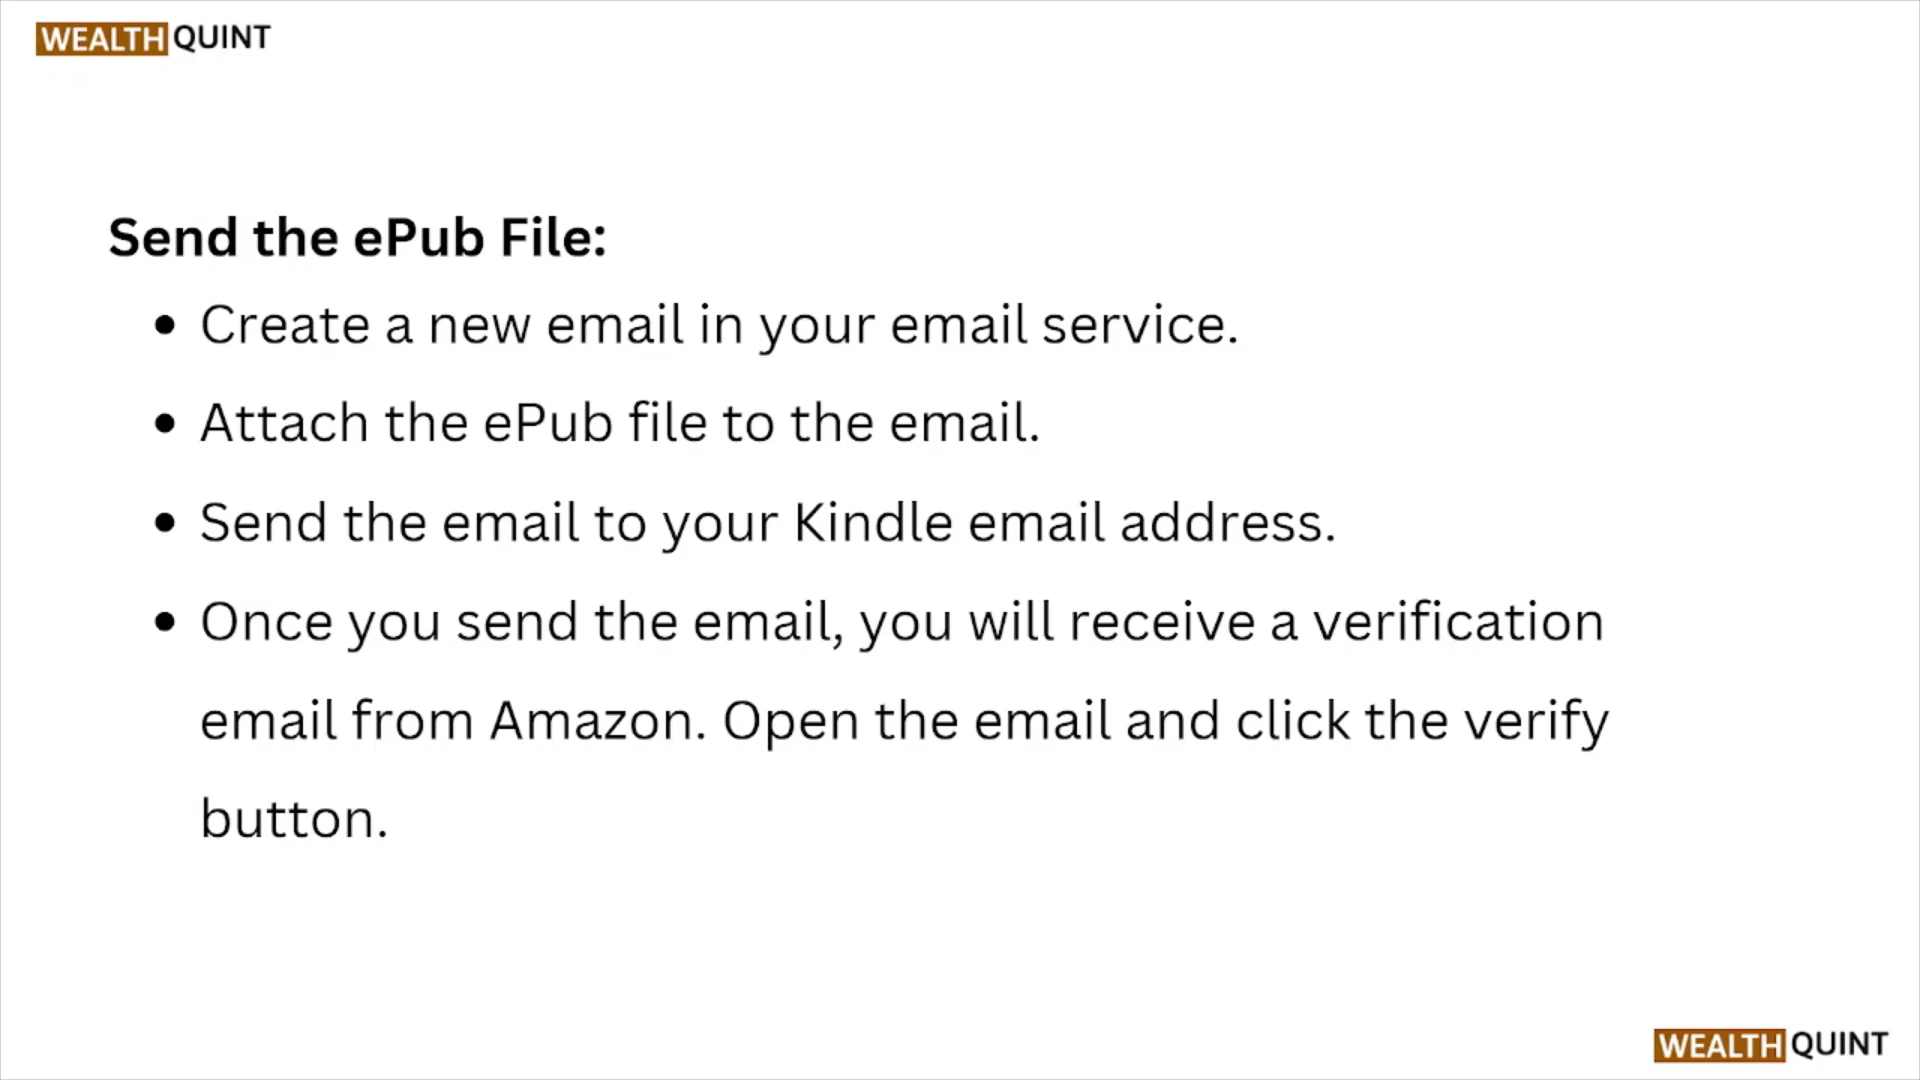 WEALTH QUINT
Send the ePub File:
• Create a new email in your email service.
• Attach the ePub file to the email.
• Send the email to your Kindle email address.
• Once you send the email, you will receive a verification
email from Amazon. Open the email and click the verify
button.
WEALTH QUINT